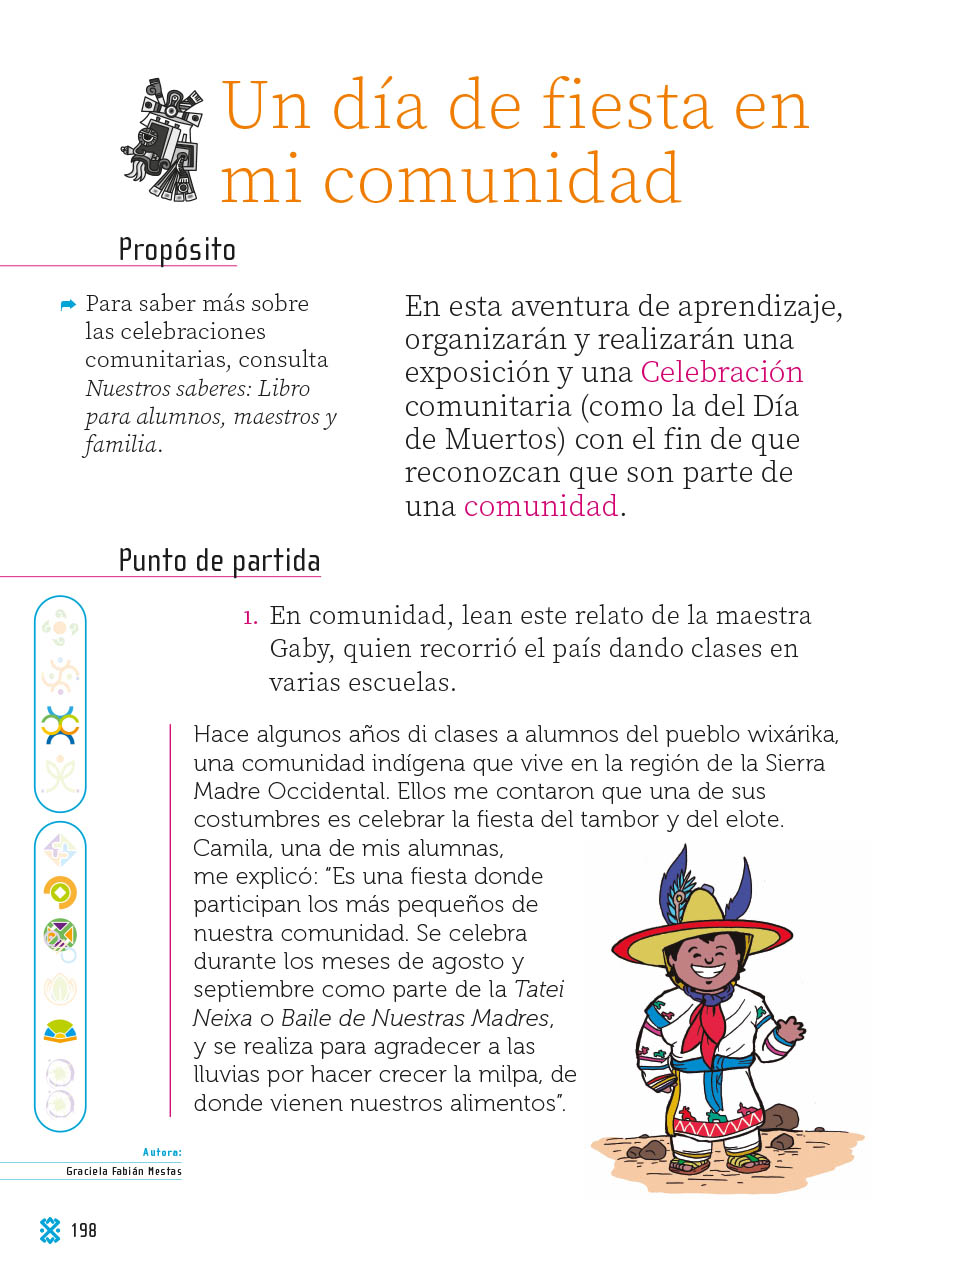 Un día de fiesta en
mi comunidad
Propósito
Para saber más sobre
las celebraciones
comunitarias, consulta
Nuestros saberes: Libro
para alumnos, maestros y
familia.
En esta aventura de aprendizaje,
organizarán y realizarán una
exposición y una Celebración
comunitaria (como la del Día
de Muertos) con el fin de que
reconozcan que son parte de
una comunidad.
Punto de partida
1. En comunidad, lean este relato de la maestra
Gaby, quien recorrió el país dando clases en
varias escuelas.
Hace algunos años di clases a alumnos del pueblo wixárika,
una comunidad indígena que vive en la región de la Sierra
Madre Occidental. Ellos me contaron que una de sus
costumbres es celebrar la fiesta del tambor y del elote.
Camila, una de mis alumnas,
me explicó: “Es una fiesta donde
participan los más pequeños de
nuestra comunidad. Se celebra
durante los meses de agosto y
septiembre como parte de la Tatei
Neixa o Baile de Nuestras Madres,
y se realiza para agradecer a las
lluvias por hacer crecer la milpa, de
donde vienen nuestros alimentos”.
Autora:
Graciela Fabián Mestas
198